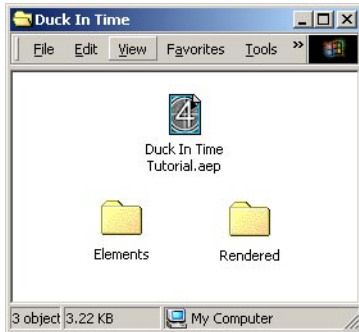 Duck In Time
File Edit View Favorites Tools »
4
Duck In Time
Tutorial.aep
Elements Rendered
3 object 3.22 KB My Computer